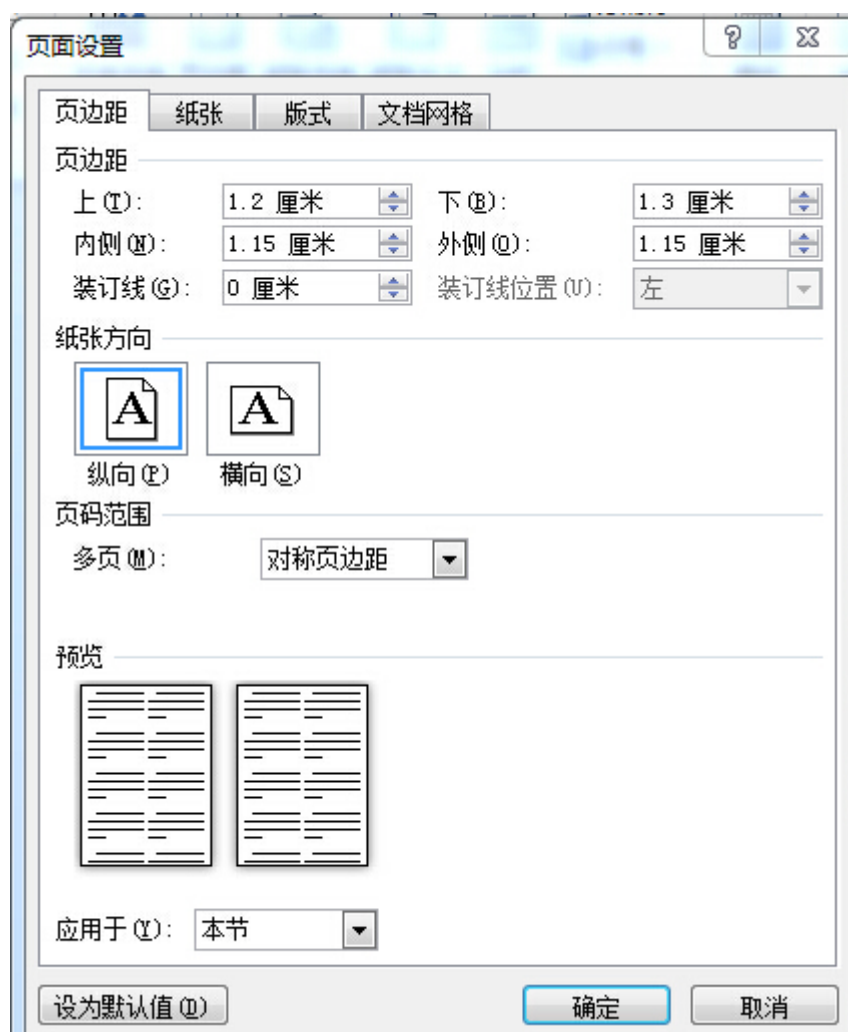 页面设置
页边距 纸张 版式 文档网格
页边距
上(T): 1.2 厘米 下(B): 1.3 厘米
内侧(N): 1.15 厘米 外侧(O): 1.15 厘米
装订线(G): 0 厘米 装订线位置(U): 左
纸张方向
A A
纵向(P) 横向(S)
页码范围
多页(M): 对称页边距
预览
应用于(Y): 本节
设为默认值(D) 确定 取消